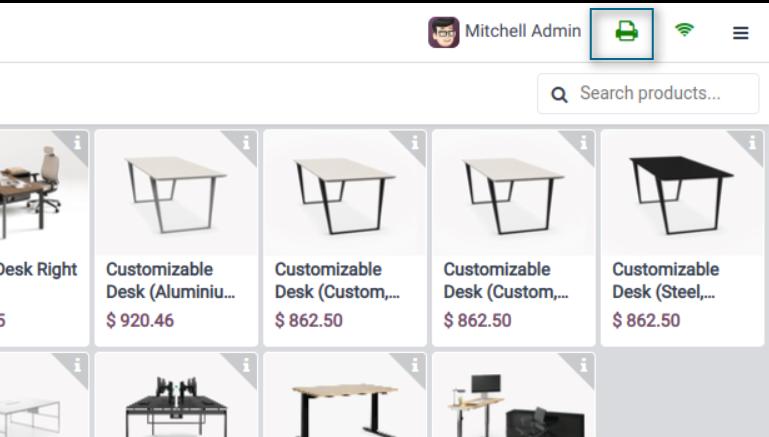 Mitchell Admin
Search products...
Desk Right
5
Customizable
Desk (Aluminiu...
$ 920.46
Customizable
Desk (Custom,...
$ 862.50
Customizable
Desk (Custom,...
$ 862.50
Customizable
Desk (Steel,...
$ 862.50